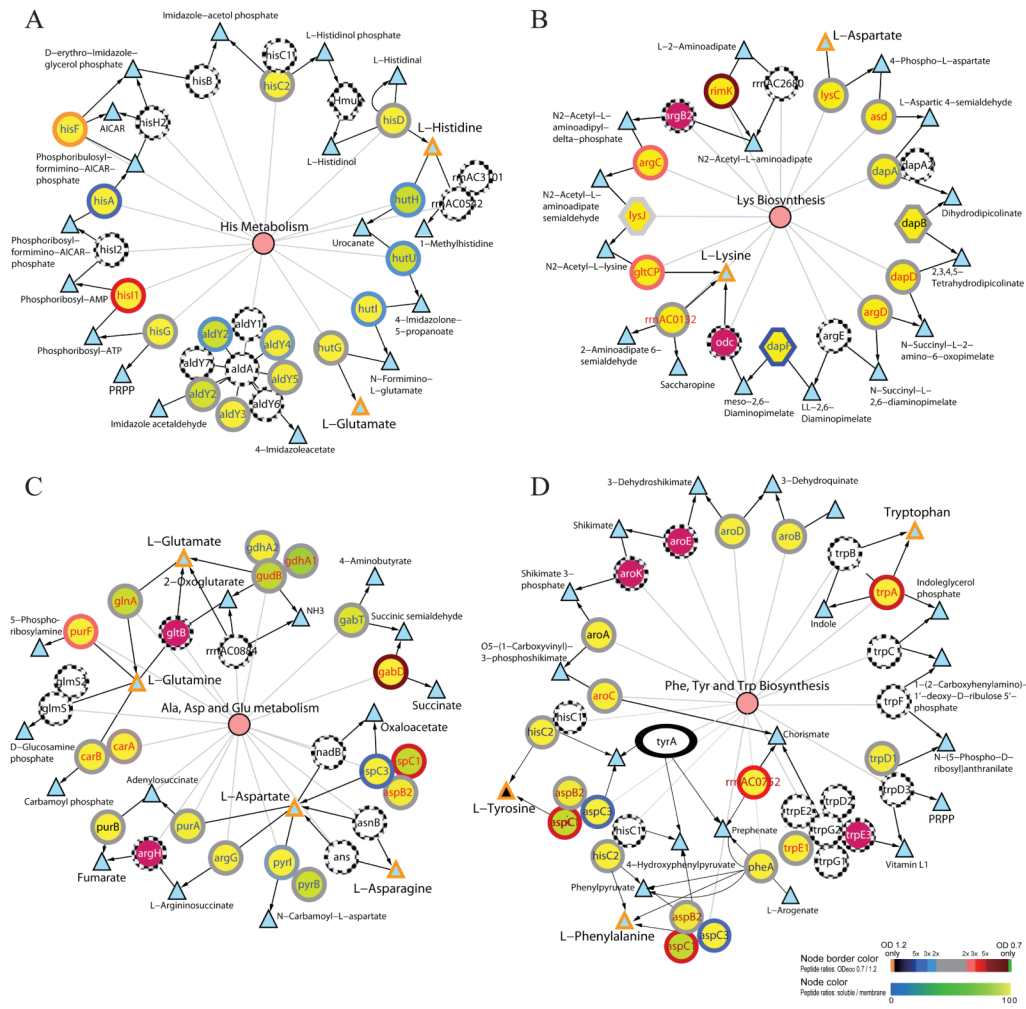 A
Imidazole−acetol phosphate
hisC1
L−Histidinol phosphate
D−erythro−Imidazole−
glycerol phosphate
hisB
hisC2
L−Histidinal
Hmu
hisF
AICAR
hisH2
hisD
L−Histidine
Phosphoribulosyl−
formimino−AICAR−
phosphate
L−Histidinol
rrnAC3101
rrnAC0542
hisA
hutH
His Metabolism
Urocanate
1−Methylhistidine
Phosphoribosyl−
formimino−AICAR−
phosphate
hisI2
hutU
Phosphoribosyl−AMP
hisI1
hutI
4−Imidazolone−
5−propanoate
hisG
Phosphoribosyl−ATP
aldY1
aldY2
aldY4
hutG
PRPP
aldY7
aldA
aldY5
N−Formimino−
L−glutamate
aldY2
aldY3
aldY6
Imidazole acetaldehyde
L−Glutamate
4−Imidazoleacetate
B
L−Aspartate
L−2−Aminoadipate
4−Phospho−L−aspartate
rimK
rrnAC2680
lysC
N2−Acetyl−L−
aminoadipyl−
delta−phosphate
argB2
asd
L−Aspartic 4−semialdehyde
argC
N2−Acetyl−L−aminoadipate
dapA
dapA2
N2−Acetyl−L−
aminoadipate
semialdehyde
Lys Biosynthesis
Dihydrodipicolinate
lysJ
dapB
N2−Acetyl−L−lysine
gltCP
L−Lysine
dapD
2,3,4,5−
Tetrahydrodipicolinate
rrnAC0132
argD
2−Aminoadipate 6−
semialdehyde
odc
dapF
argE
N−Succinyl−L−2−
amino−6−oxopimelate
Saccharopine
meso−2,6−
Diaminopimelate
LL−2,6−
Diaminopimelate
N−Succinyl−L−
2,6−diaminopimelate
C
L−Glutamate
gdhA2
gdhA1
2−Oxoglutarate
gudB
4−Aminobutyrate
glnA
NH3
gabT
Succinic semialdehyde
5−Phospho−
ribosylamine
purF
gltB
rrnAC0884
glmS2
L−Glutamine
gabD
glmS
Succinate
Ala, Asp and Glu metabolism
D−Glucosamine
phosphate
carB
carA
Oxaloacetate
nadB
spC1
spC3
aspB2
Carbamoyl phosphate
Adenylosuccinate
L−Aspartate
purB
purA
asnB
argH
argG
pyrI
ans
Fumarate
pyrB
L−Asparagine
L−Argininosuccinate
N−Carbamoyl−L−aspartate
D
3−Dehydroshikimate
3−Dehydroquinate
Shikimate
aroE
aroD
aroB
Tryptophan
aroK
trpB
Shikimate 3−
phosphate
trpA
Indoleglycerol
phosphate
aroA
Indole
O5−(1−Carboxyvinyl)−
3−phosphoshikimate
trpC
aroC
Phe, Tyr and Trp Biosynthesis
trpF
1−(2−Carboxyphenylamino)−
1′−deoxy−D−ribulose 5′−
phosphate
hisC1
hisC2
tyrA
Chorismate
trpD1
N−(5−Phospho−D−
ribosyl)anthranilate
L−Tyrosine
aspB2
aspC1
aspC3
rrnAC0752
trpD3
PRPP
trpE2
trpD2
hisC1
Prephenate
trpG2
trpE3
hisC2
4−Hydroxyphenylpyruvate
trpE1
trpG1
Vitamin L1
Phenylpyruvate
pheA
L−Arogenate
aspB2
L−Phenylalanine
aspC1
aspC3
OD 1.2
only
5x 3x 2x
2x 3x 5x
OD 0.7
only
Node border color
Peptide ratios: ODeco 0.7 / 1.2
Node color
Peptide ratios: soluble / membrane
0
100